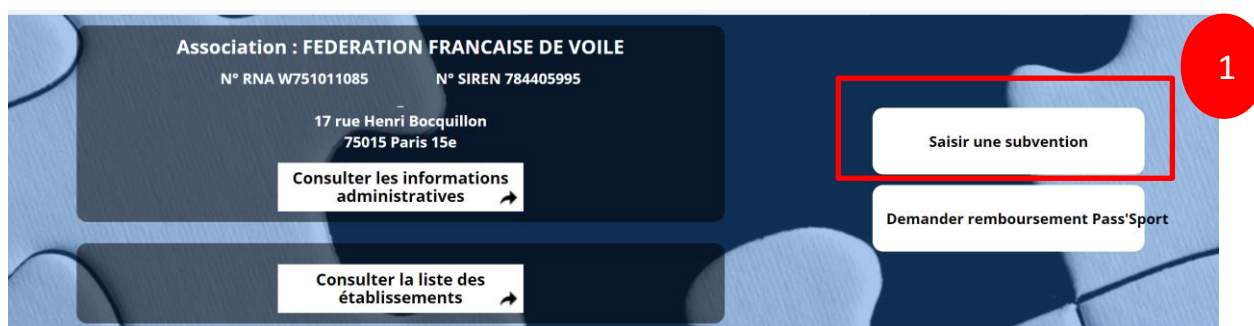 Association : FEDERATION FRANCAISE DE VOILE
N° RNA W751011085 N° SIREN 784405995
_
17 rue Henri Bocquillon
75015 Paris 15e
Consulter les informations
administratives
Consulter la liste des
établissements
1
Saisir une subvention
Demander remboursement Pass'Sport